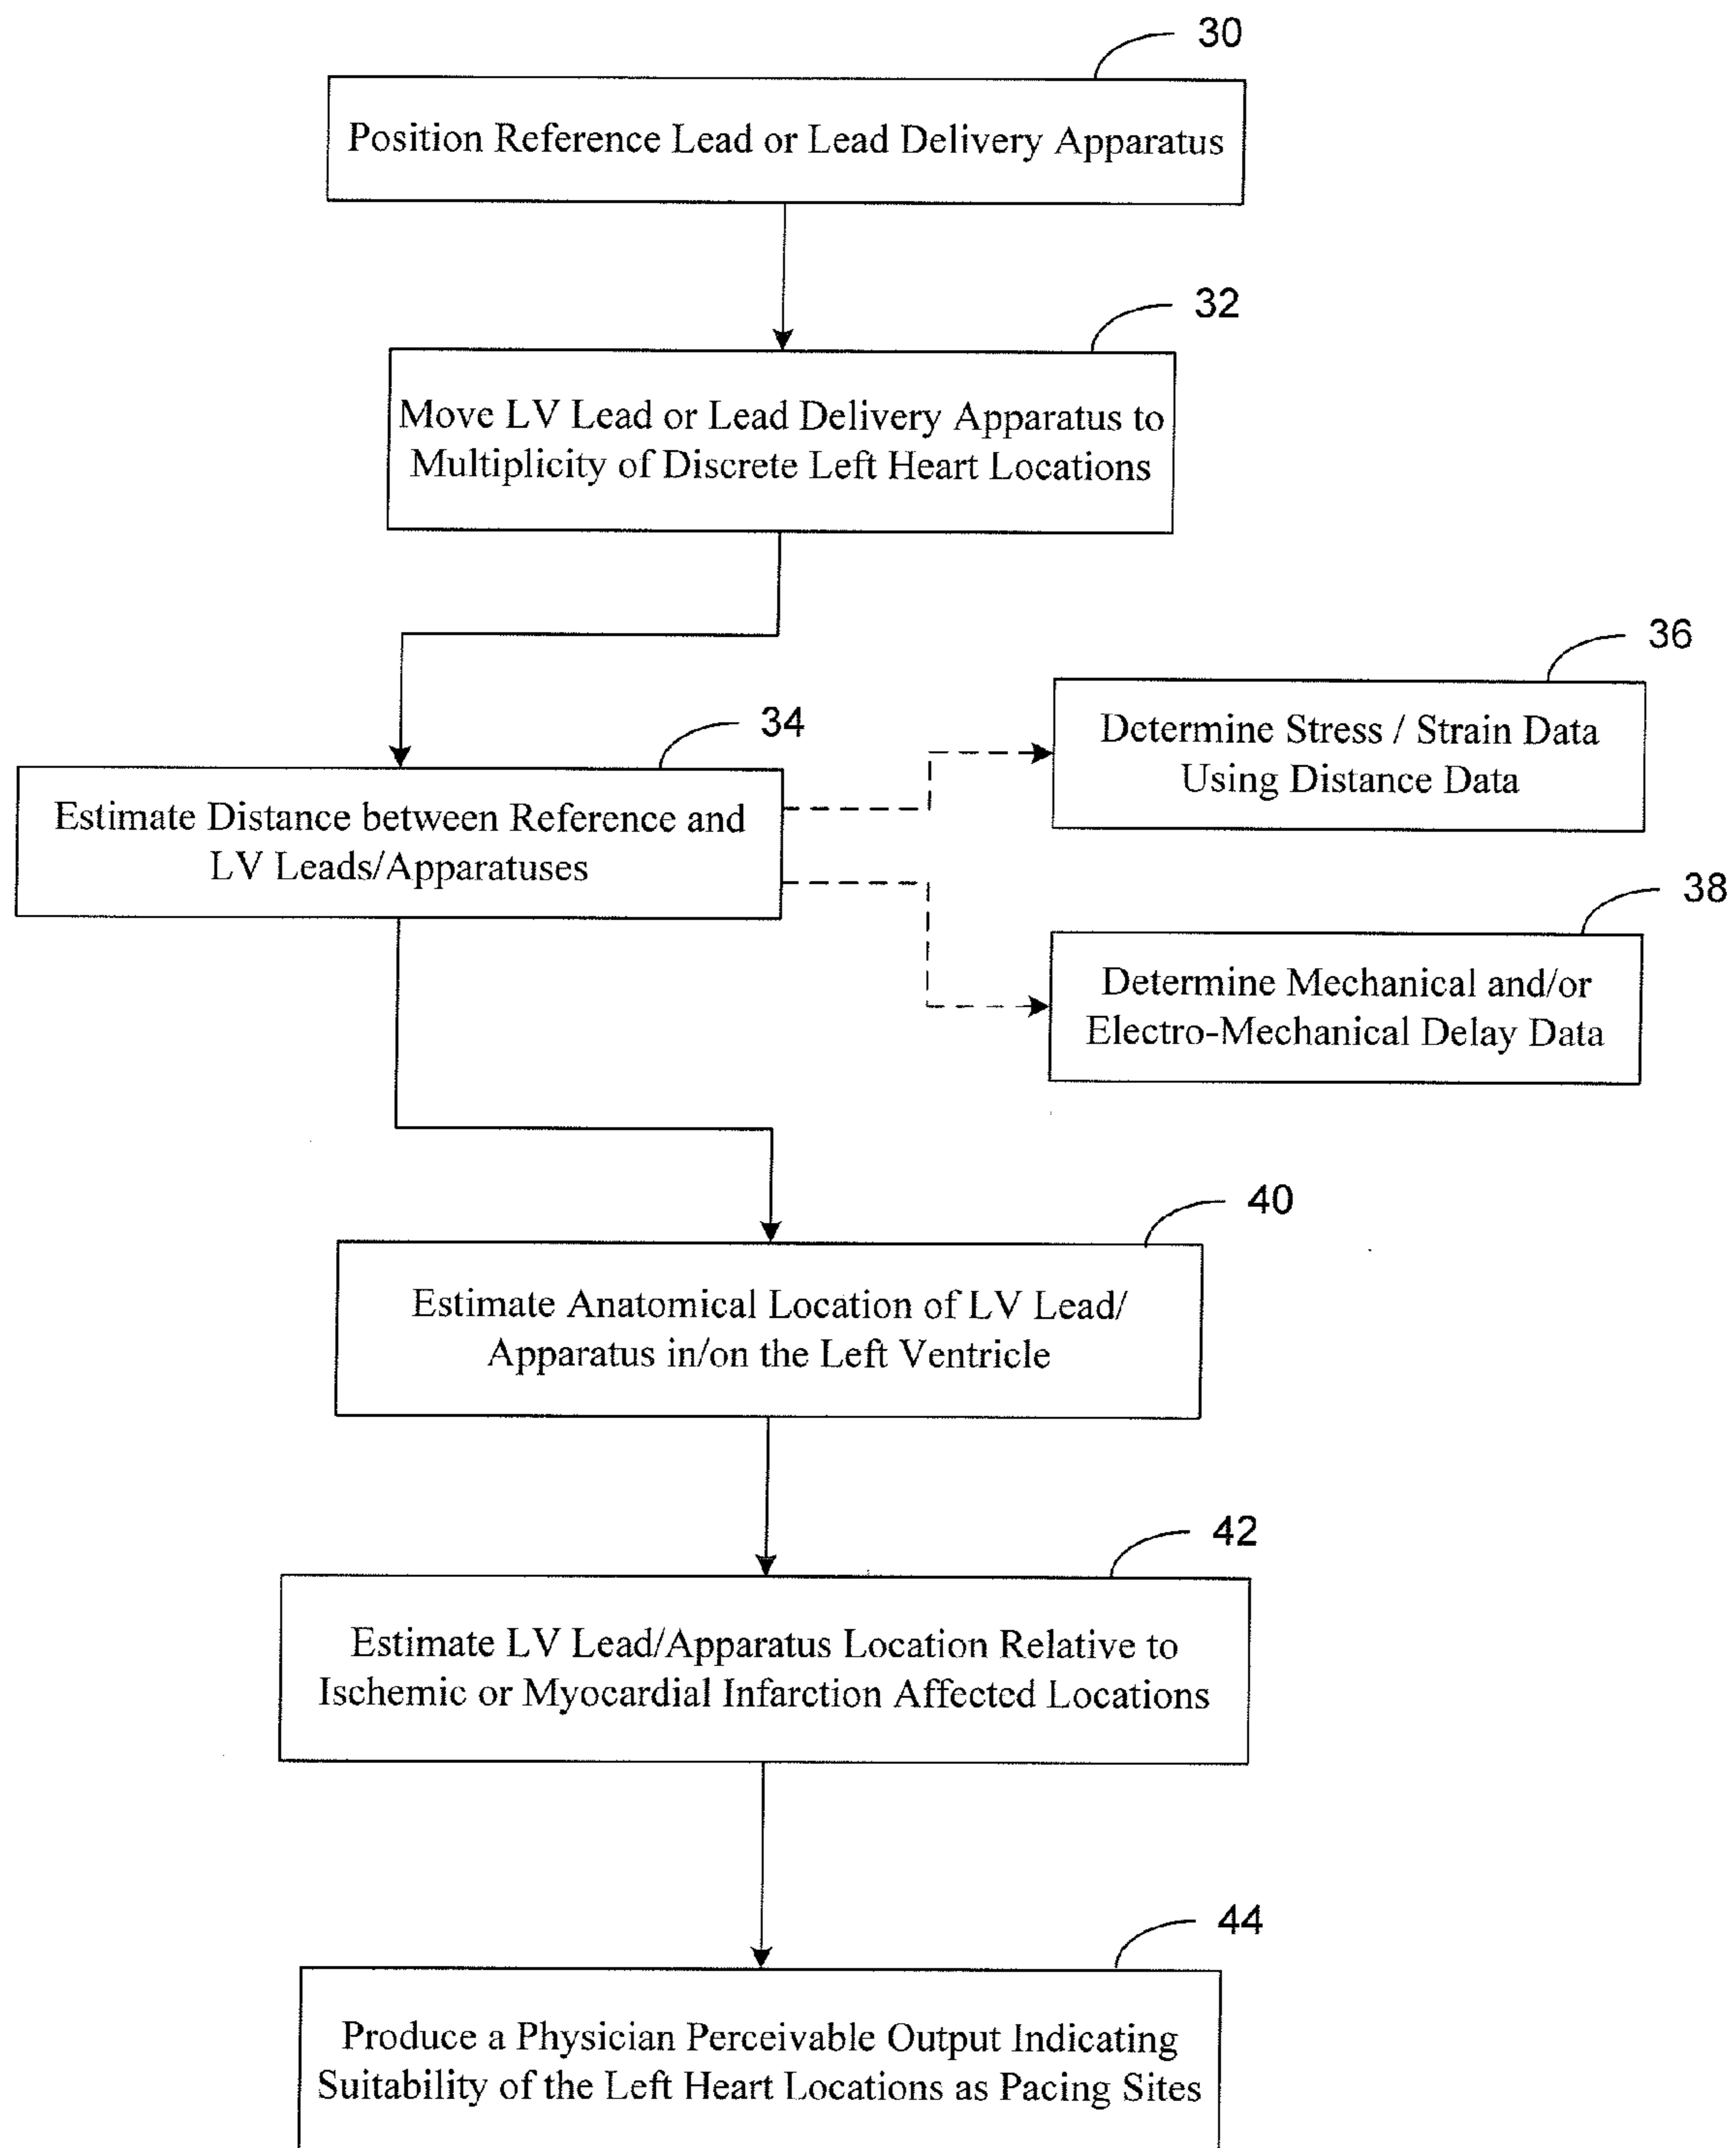 30
Position Reference Lead or Lead Delivery Apparatus
32
Move LV Lead or Lead Delivery Apparatus to
Multiplicity of Discrete Left Heart Locations
36
Determine Stress / Strain Data
Using Distance Data
34
Estimate Distance between Reference and
LV Leads/Apparatuses
38
Determine Mechanical and/or
Electro-Mechanical Delay Data
40
Estimate Anatomical Location of LV Lead/
Apparatus in/on the Left Ventricle
42
Estimate LV Lead/Apparatus Location Relative to
Ischemic or Myocardial Infarction Affected Locations
44
Produce a Physician Perceivable Output Indicating
Suitability of the Left Heart Locations as Pacing Sites